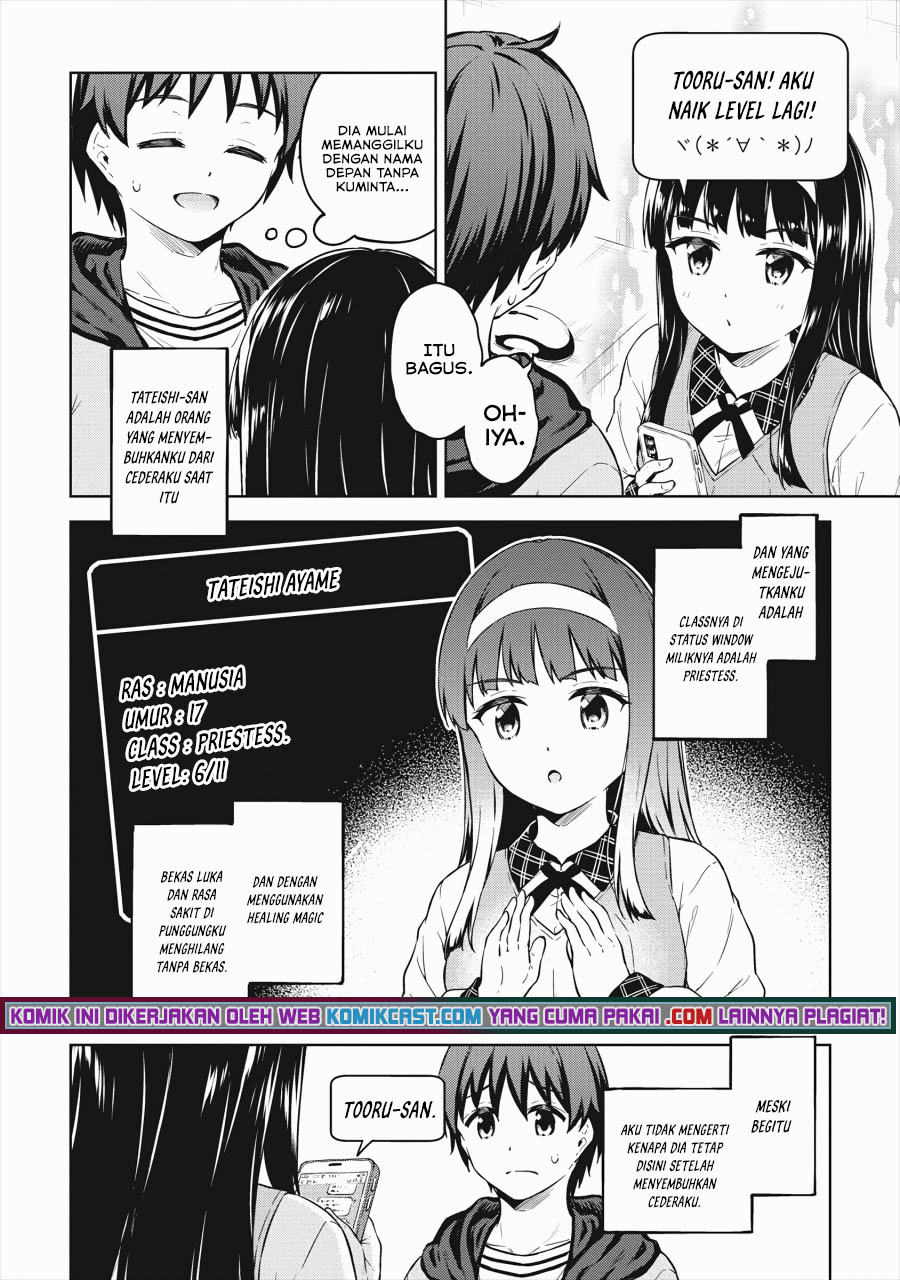 TOORU-SAN! AKU
NAIK LEVEL LAGI!
ヾ(*´∀｀*)ﾉ
OH-
IYA.
ITU
BAGUS.
DIA MULAI
MEMANGGILKU
DENGAN NAMA
DEPAN TANPA
KUMINTA...
TATEISHI-SAN
ADALAH ORANG
YANG MENYEM-
BUHKANKU DARI
CEDERAKU SAAT
ITU
DAN YANG
MENGEJU-
TKANKU
ADALAH
CLASSNYA DI
STATUS WINDOW
MILIKNYA ADALAH
PRIESTESS.
TATEISHI AYAME
RAS : MANUSIA
UMUR : 17
CLASS : PRIESTESS.
LEVEL: 6/11
DAN DENGAN
MENGGUNAKAN
HEALING MAGIC
BEKAS LUKA
DAN RASA
SAKIT DI
PUNGGUNGKU
MENGHILANG
TANPA BEKAS.
KOMIK INI DIKERJAKAN OLEH WEB KOMIKCAST.COM YANG CUMA PAKAI .COM LAINNYA PLAGIAT!
MESKI
BEGITU
AKU TIDAK MENGERTI
KENAPA DIA TETAP
DISINI SETELAH
MENYEMBUHKAN
CEDERAKU.
TOORU-SAN.